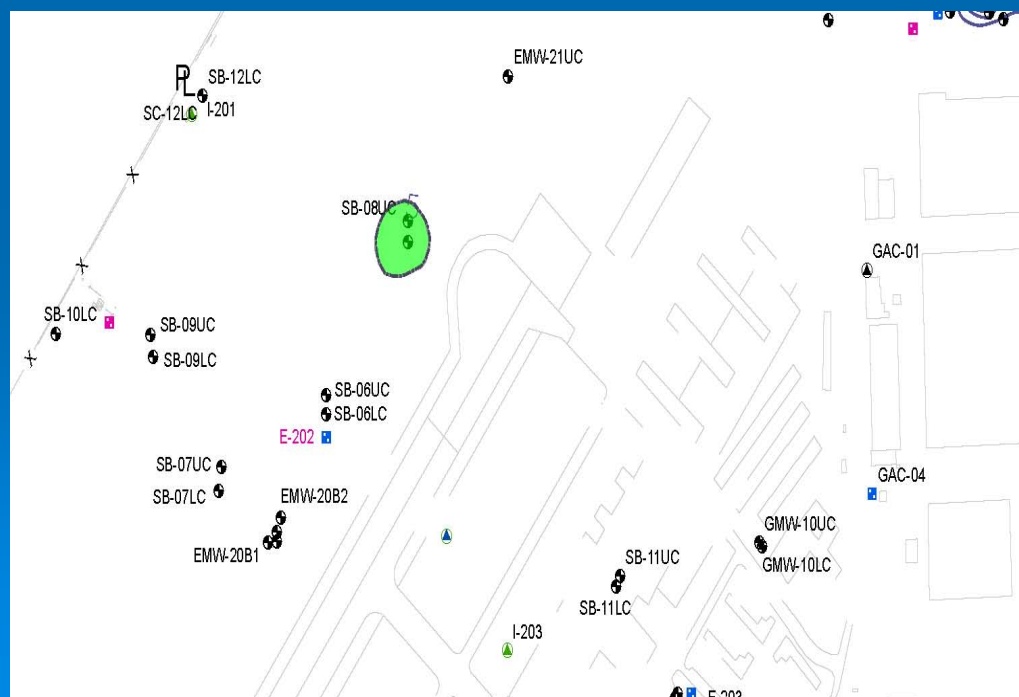 EMW-21UC
PL
SB-12LC
SC-12LC
I-201
SB-08UC
GAC-01
SB-10LC
SB-09UC
SB-09LC
SB-06UC
SB-06LC
E-202
SB-07UC
GAC-04
SB-07LC
EMW-20B2
GMW-10UC
EMW-20B1
SB-11UC
GMW-10LC
SB-11LC
I-203